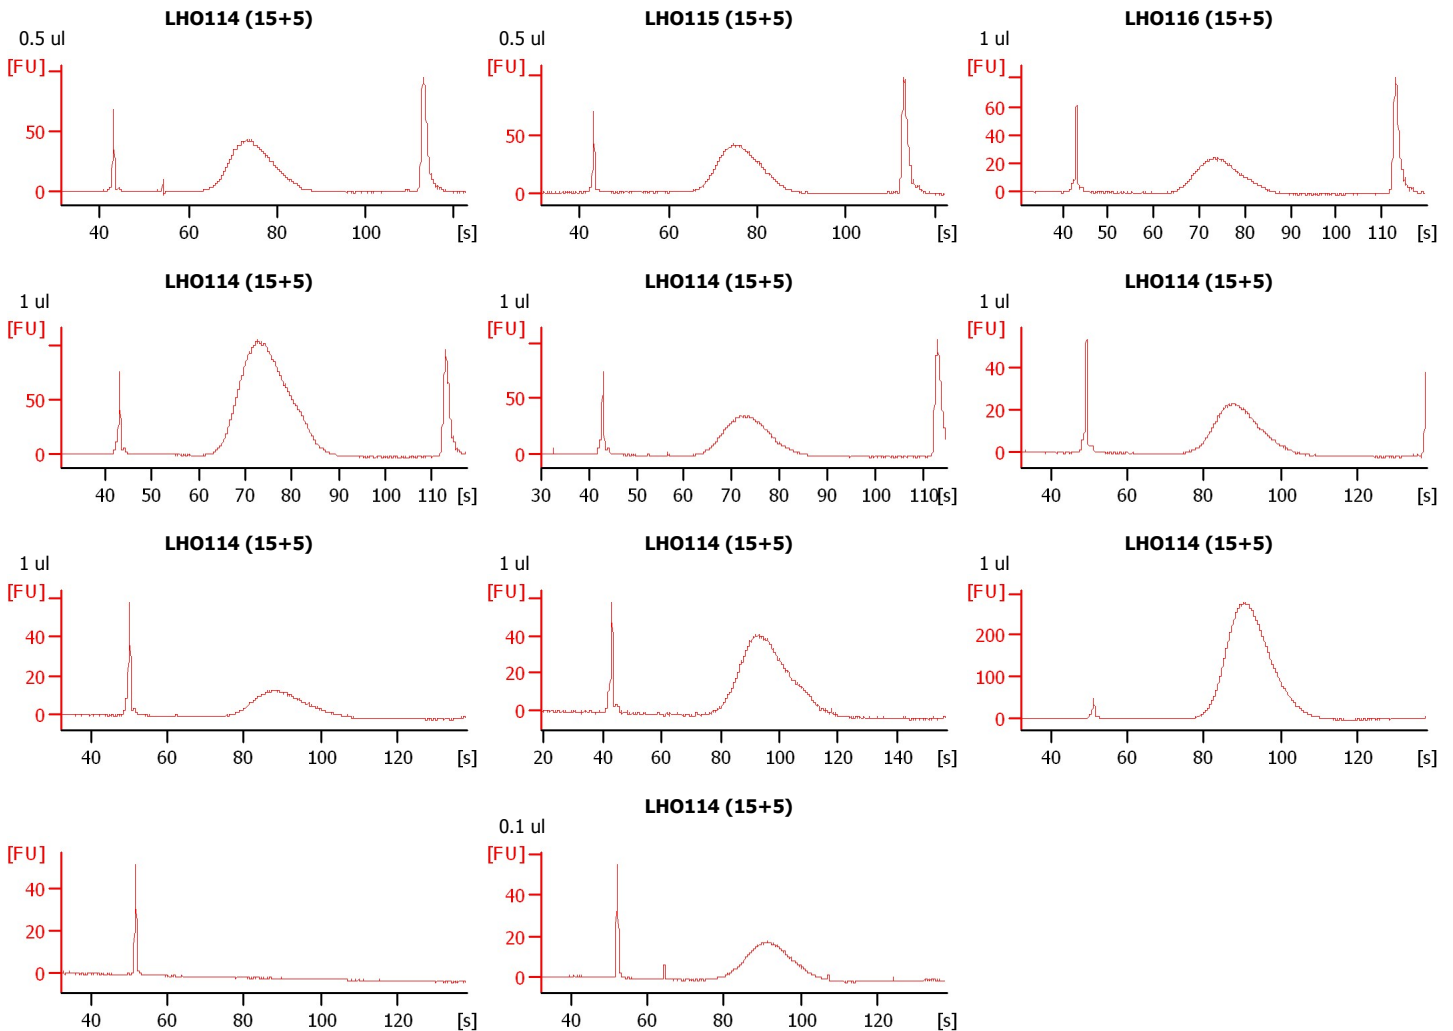 LHO114 (15+5)
0.5 ul
[FU]
50
0
40 60 80 100 [s]
LHO115 (15+5)
0.5 ul
[FU]
50
0
40 60 80 100 [s]
LHO116 (15+5)
1 ul
[FU]
60
40
20
0
40 50 60 70 80 90 100 110 [s]
LHO114 (15+5)
1 ul
[FU]
50
0
40 50 60 70 80 90 100 110 [s]
LHO114 (15+5)
1 ul
[FU]
50
0
30 40 50 60 70 80 90 100 110 [s]
LHO114 (15+5)
1 ul
[FU]
40
20
0
40 60 80 100 120 [s]
LHO114 (15+5)
1 ul
[FU]
40
20
0
40 60 80 100 120 [s]
LHO114 (15+5)
1 ul
[FU]
40
20
0
20 40 60 80 100 120 140 [s]
LHO114 (15+5)
1 ul
[FU]
200
100
0
40 60 80 100 120 [s]
[FU]
40
20
0
40 60 80 100 120 [s]
LHO114 (15+5)
0.1 ul
[FU]
40
20
0
40 60 80 100 120 [s]